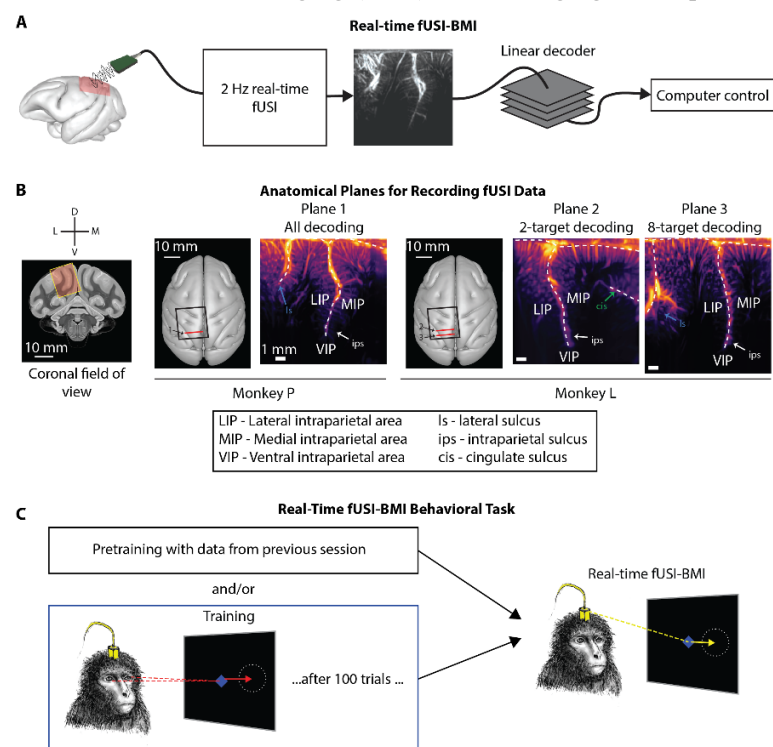 A
Real-time fUSI-BMI
2 Hz real-time
fUSI
Linear decoder
Computer control
B
Anatomical Planes for Recording fUSI Data
D
L M
V
10 mm
Coronal field of
view
10 mm
Plane 1
All decoding
ls
LIP
MIP
ips
VIP
1 mm
Monkey P
10 mm
Plane 2
2-target decoding
LIP
MIP
cis
ips
VIP
Plane 3
8-target decoding
LIP
MIP
ls
ips
VIP
Monkey L
LIP - Lateral intraparietal area ls - lateral sulcus
MIP - Medial intraparietal area ips - intraparietal sulcus
VIP - Ventral intraparietal area cis - cingulate sulcus
C
Real-Time fUSI-BMI Behavioral Task
Pretraining with data from previous session
and/or
Training
...after 100 trials ...
Real-time fUSI-BMI